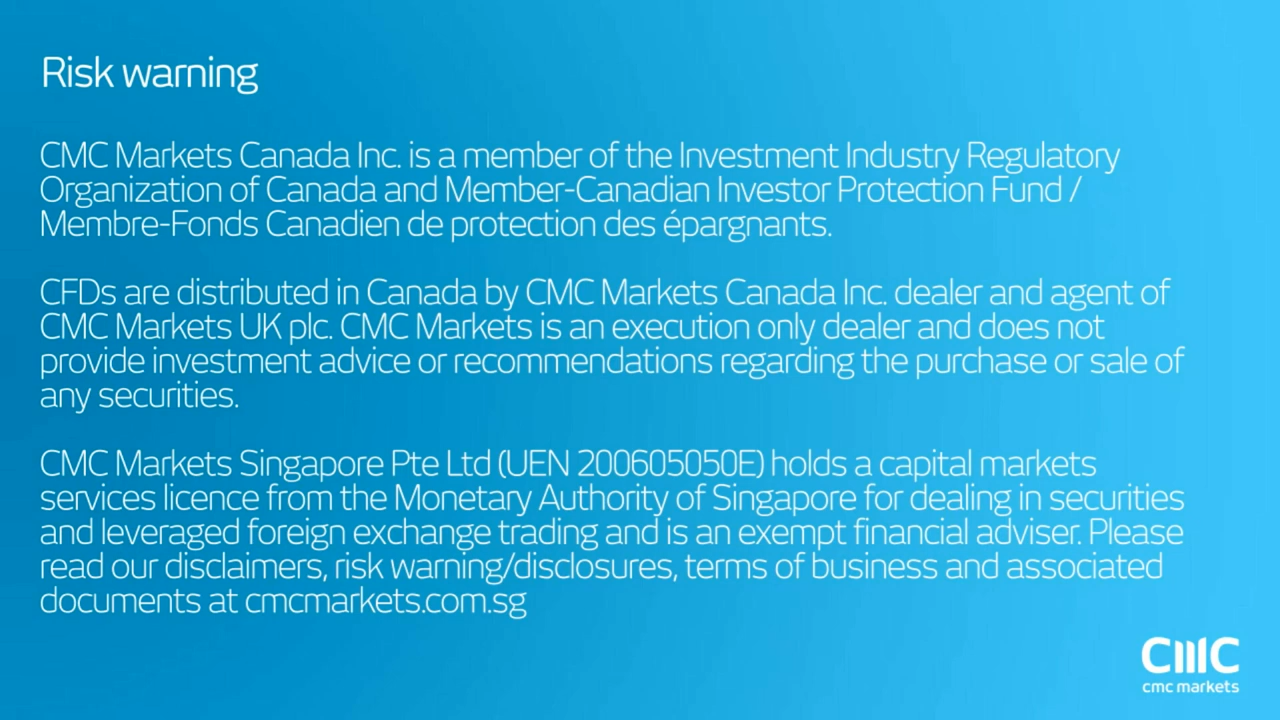 Risk warning
CMC Markets Canada Inc. is a member of the Investment Industry Regulatory
Organization of Canada and Member-Canadian Investor Protection Fund /
Membre-Fonds Canadien de protection des épargnants.
CFDs are distributed in Canada by CMC Markets Canada Inc. dealer and agent of
CMC Markets UK plc. CMC Markets is an execution only dealer and does not
provide investment advice or recommendations regarding the purchase or sale of
any securities.
CMC Markets Singapore Pte Ltd (UEN 200605050E) holds a capital markets
services licence from the Monetary Authority of Singapore for dealing in securities
and leveraged foreign exchange trading and is an exempt financial adviser. Please
read our disclaimers, risk warning/disclosures, terms of business and associated
documents at cmcmarkets.com.sg
CMC
cmc markets